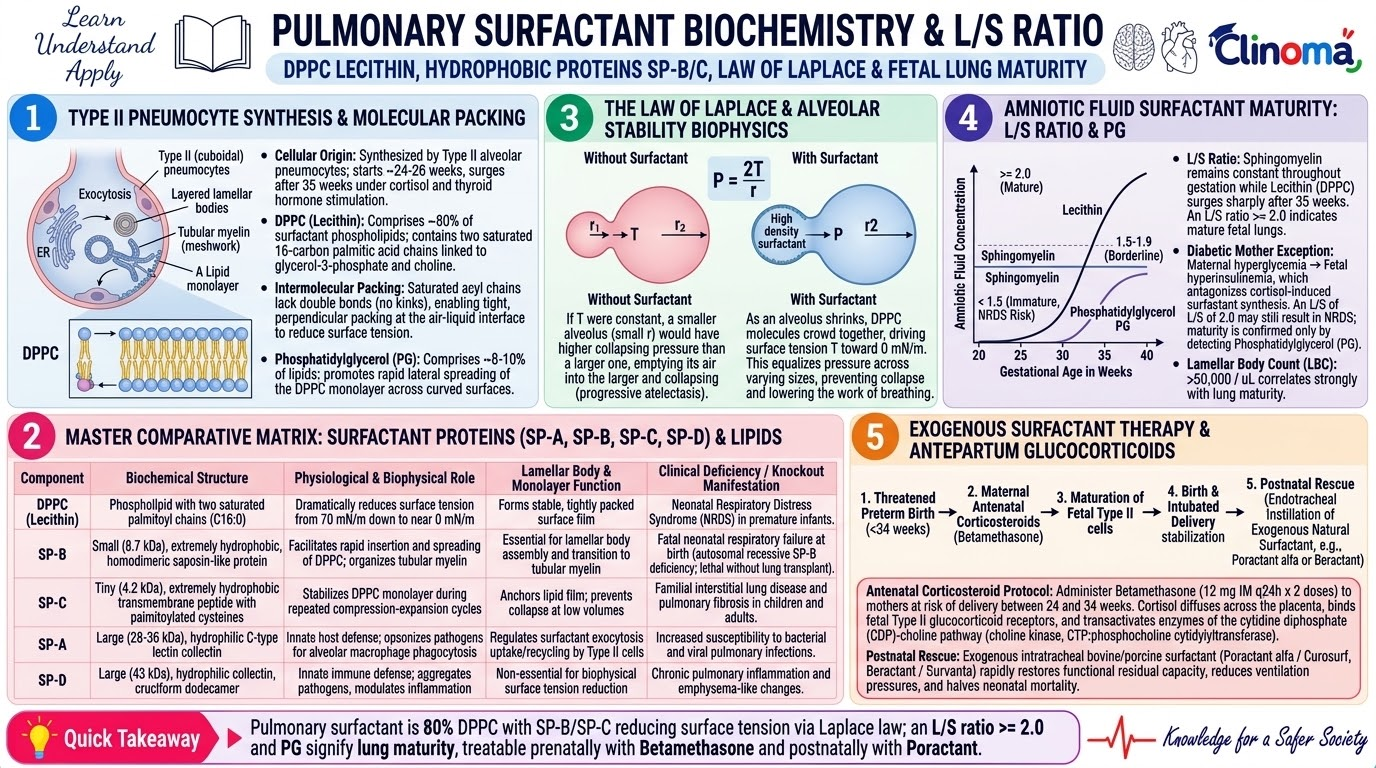 Learn
Understand
Apply
PULMONARY SURFACTANT BIOCHEMISTRY & L/S RATIO
DPPC LECITHIN, HYDROPHOBIC PROTEINS SP-B/C, LAW OF LAPLACE & FETAL LUNG MATURITY
Clinoma
1
TYPE II PNEUMOCYTE SYNTHESIS & MOLECULAR PACKING
Type II (cuboidal)
pneumocytes
Exocytosis
Layered lamellar
bodies
ER
Tubular myelin
(meshwork)
A Lipid
monolayer
DPPC
• Cellular Origin: Synthesized by Type II alveolar
pneumocytes; starts ~24-26 weeks, surges
after 35 weeks under cortisol and thyroid
hormone stimulation.
• DPPC (Lecithin): Comprises ~80% of
surfactant phospholipids; contains two saturated
16-carbon palmitic acid chains linked to
glycerol-3-phosphate and choline.
• Intermolecular Packing: Saturated acyl chains
lack double bonds (no kinks), enabling tight,
perpendicular packing at the air-liquid interface
to reduce surface tension.
• Phosphatidylglycerol (PG): Comprises ~8-10%
of lipids; promotes rapid lateral spreading
of the DPPC monolayer across curved surfaces.
3
THE LAW OF LAPLACE & ALVEOLAR
STABILITY BIOPHYSICS
Without Surfactant
P = 2T
r
With Surfactant
r1
T
r2
High
density
surfactant
P
r2
Without Surfactant
If T were constant, a smaller
alveolus (small r) would have
higher collapsing pressure than
a larger one, emptying its air
into the larger and collapsing
(progressive atelectasis).
With Surfactant
As an alveolus shrinks, DPPC
molecules crowd together, driving
surface tension T toward 0 mN/m.
This equalizes pressure across
varying sizes, preventing collapse
and lowering the work of breathing.
4
AMNIOTIC FLUID SURFACTANT MATURITY:
L/S RATIO & PG
Amniotic Fluid Concentration
>= 2.0
(Mature)
Lecithin
1.5-1.9
(Borderline)
Sphingomyelin
Sphingomyelin
< 1.5 (Immature,
NRDS Risk)
Phosphatidylglycerol
PG
20 25 30 35 40
Gestational Age in Weeks
• L/S Ratio: Sphingomyelin
remains constant throughout
gestation while Lecithin (DPPC)
surges sharply after 35 weeks.
An L/S ratio >= 2.0 indicates
mature fetal lungs.
• Diabetic Mother Exception:
Maternal hyperglycemia → Fetal
hyperinsulinemia, which
antagonizes cortisol-induced
surfactant synthesis. An L/S of
L/S of 2.0 may still result in NRDS;
maturity is confirmed only by
detecting Phosphatidylglycerol (PG).
• Lamellar Body Count (LBC):
>50,000 / uL correlates strongly
with lung maturity.
2
MASTER COMPARATIVE MATRIX: SURFACTANT PROTEINS (SP-A, SP-B, SP-C, SP-D) & LIPIDS
Component
Biochemical Structure
Physiological & Biophysical Role
Lamellar Body &
Monolayer Function
Clinical Deficiency / Knockout
Manifestation
DPPC
(Lecithin)
Phospholipid with two saturated
palmitoyl chains (C16:0)
Dramatically reduces surface tension
from 70 mN/m down to near 0 mN/m
Forms stable, tightly packed
surface film
Neonatal Respiratory Distress
Syndrome (NRDS) in premature infants.
SP-B
Small (8.7 kDa), extremely hydrophobic,
homodimeric saposin-like protein
Facilitates rapid insertion and spreading
of DPPC; organizes tubular myelin
Essential for lamellar body
assembly and transition to
tubular myelin
Fatal neonatal respiratory failure at
birth (autosomal recessive SP-B
deficiency; lethal without lung transplant).
SP-C
Tiny (4.2 kDa), extremely hydrophobic
transmembrane peptide with
palmitoylated cysteines
Stabilizes DPPC monolayer during
repeated compression-expansion cycles
Anchors lipid film; prevents
collapse at low volumes
Familial interstitial lung disease and
pulmonary fibrosis in children and
adults.
SP-A
Large (28-36 kDa), hydrophilic C-type
lectin collectin
Innate host defense; opsonizes pathogens
for alveolar macrophage phagocytosis
Regulates surfactant exocytosis
uptake/recycling by Type II cells
Increased susceptibility to bacterial
and viral pulmonary infections.
SP-D
Large (43 kDa), hydrophilic collectin,
cruciform dodecamer
Innate immune defense; aggregates
pathogens, modulates inflammation
Non-essential for biophysical
surface tension reduction
Chronic pulmonary inflammation and
emphysema-like changes.
5
EXOGENOUS SURFACTANT THERAPY &
ANTEPARTUM GLUCOCORTICOIDS
1. Threatened
Preterm Birth
(<34 weeks)
2. Maternal
Antenatal
Corticosteroids
(Betamethasone)
3. Maturation of
Fetal Type II
cells
4. Birth &
Intubated Delivery
stabilization
5. Postnatal Rescue
(Endotracheal
Instillation of
Exogenous Natural
Surfactant, e.g.,
Poractant alfa or Beractant)
Antenatal Corticosteroid Protocol: Administer Betamethasone (12 mg IM q24h x 2 doses) to
mothers at risk of delivery between 24 and 34 weeks. Cortisol diffuses across the placenta, binds
fetal Type II glucocorticoid receptors, and transactivates enzymes of the cytidine diphosphate
(CDP)-choline pathway (choline kinase, CTP:phosphocholine cytidyiyltransferase).
Postnatal Rescue: Exogenous intratracheal bovine/porcine surfactant (Poractant alfa / Curosurf,
Beractant / Survanta) rapidly restores functional residual capacity, reduces ventilation
pressures, and halves neonatal mortality.
Quick Takeaway
Pulmonary surfactant is 80% DPPC with SP-B/SP-C reducing surface tension via Laplace law; an L/S ratio >= 2.0
and PG signify lung maturity, treatable prenatally with Betamethasone and postnatally with Poractant.
Knowledge for a Safer Society